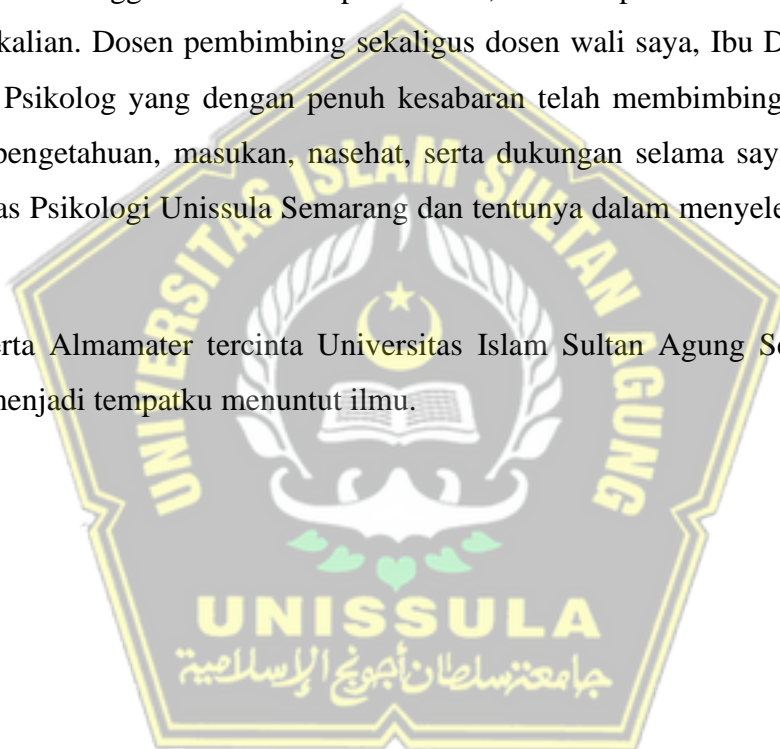 kalian. Dosen pembimbing sekaligus dosen wali saya, Ibu D
Psikolog yang dengan penuh kesabaran telah membimbing
pengetahuan, masukan, nasehat, serta dukungan selama say
as Psikologi Unissula Semarang dan tentunya dalam menyele
rta Almamater tercinta Universitas Islam Sultan Agung Se
menjadi tempatku menuntut ilmu.
UNIVERSITAS ISLAM SULTAN AGUNG
UNISSULA
جامعة سلطان أجونج الإسلامية